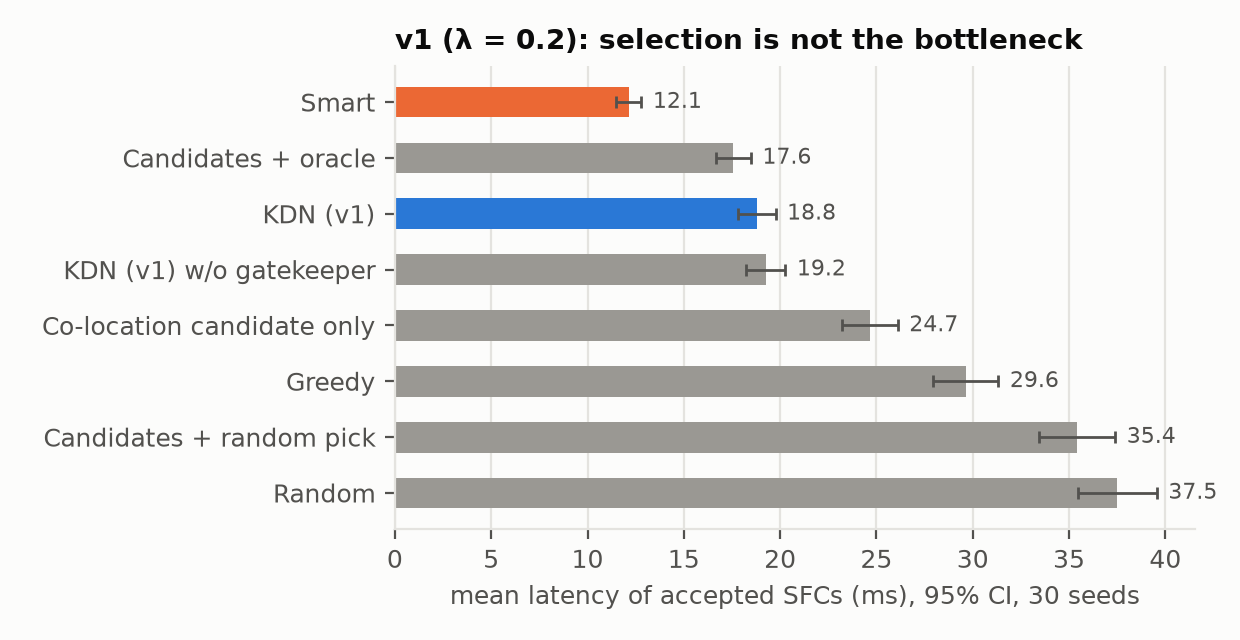 v1 (λ = 0.2): selection is not the bottleneck
Smart
12.1
Candidates + oracle
17.6
KDN (v1)
18.8
KDN (v1) w/o gatekeeper
19.2
Co-location candidate only
24.7
Greedy
29.6
Candidates + random pick
35.4
Random
37.5
0 5 10 15 20 25 30 35 40
mean latency of accepted SFCs (ms), 95% CI, 30 seeds